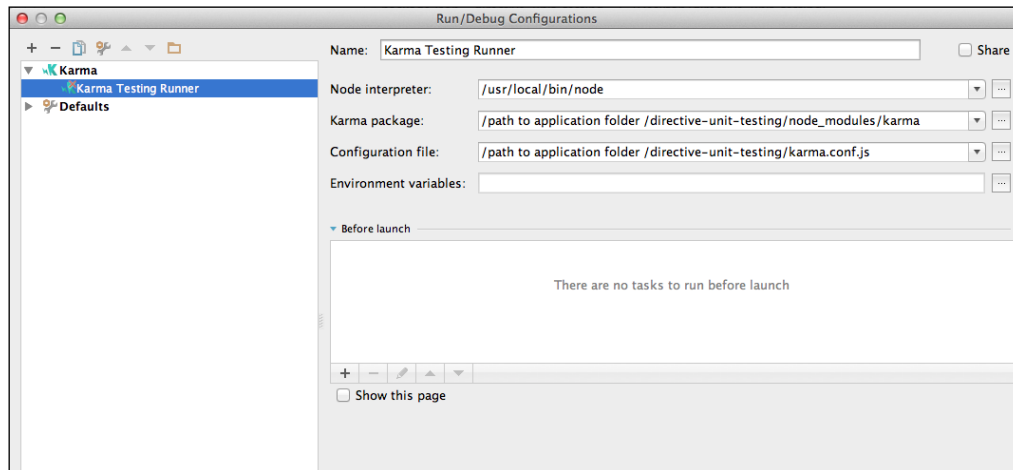 Run/Debug Configurations
Karma
Karma Testing Runner
Defaults
Name: Karma Testing Runner Share
Node interpreter: /usr/local/bin/node
Karma package: /path to application folder /directive-unit-testing/node_modules/karma
Configuration file: /path to application folder /directive-unit-testing/karma.conf.js
Environment variables:
Before launch
There are no tasks to run before launch
Show this page